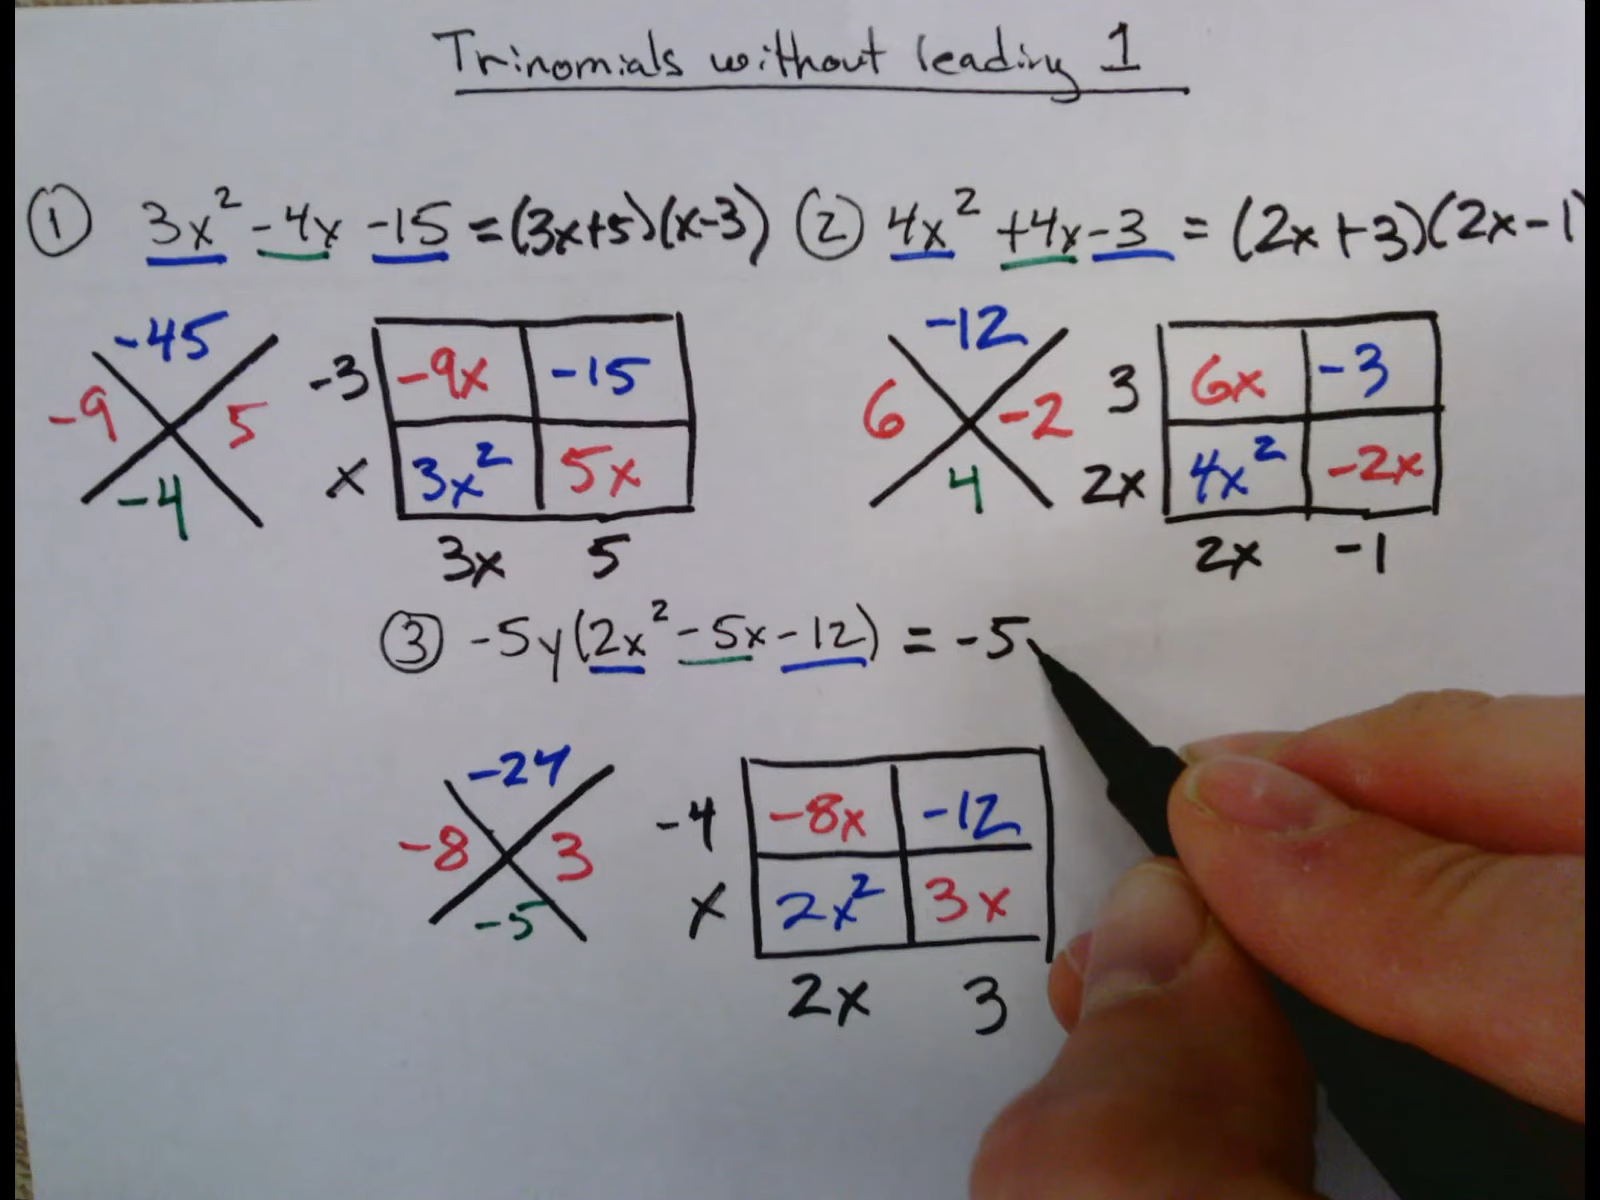 Trinomials without leading 1
① 3x² -4x -15 = (3x+5)(x-3)
-45
-9 5
-4
-3 -9x -15
x 3x² 5x
3x 5
② 4x² +4x -3 = (2x+3)(2x-1)
-12
6 -2
4
3 6x -3
2x 4x² -2x
2x -1
③ -5y(2x² -5x -12) = -5
-24
-8 3
-5
-4 -8x -12
x 2x² 3x
2x 3